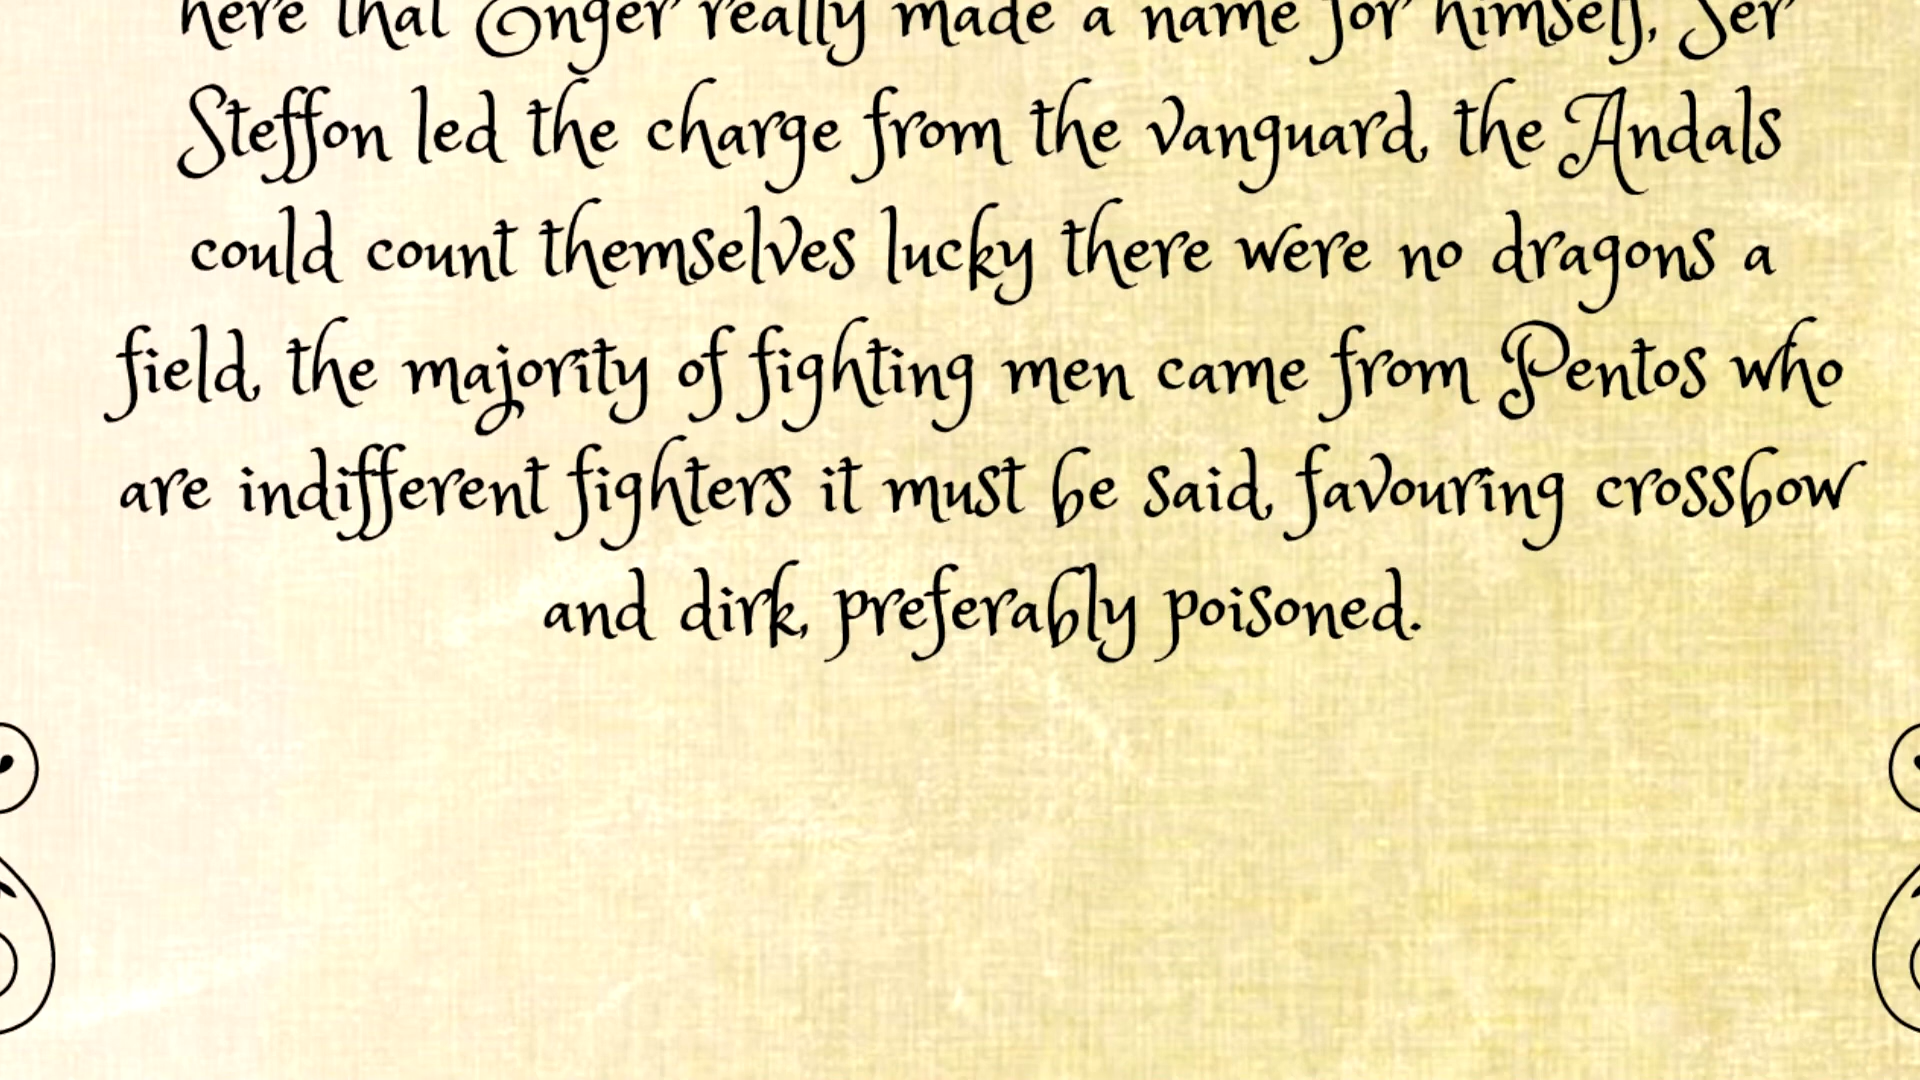 here that Onger really made a name for himself, Ser
Steffon led the charge from the vanguard, the Andals
could count themselves lucky there were no dragons a
field, the majority of fighting men came from Pentos who
are indifferent fighters it must be said, favouring crossbow
and dirk, preferably poisoned.